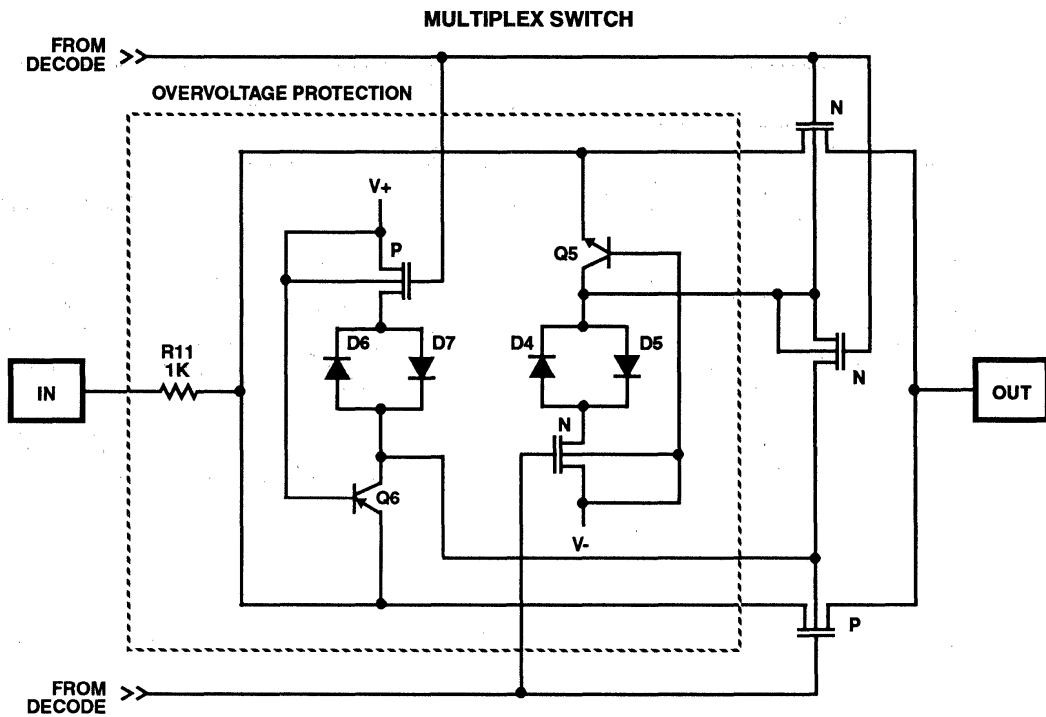 MULTIPLEX SWITCH
FROM
DECODE
OVERVOLTAGE PROTECTION
N
V+
P
Q5
D6
D7
D4
D5
R11
1K
IN
N
OUT
N
Q6
V-
P
FROM
DECODE